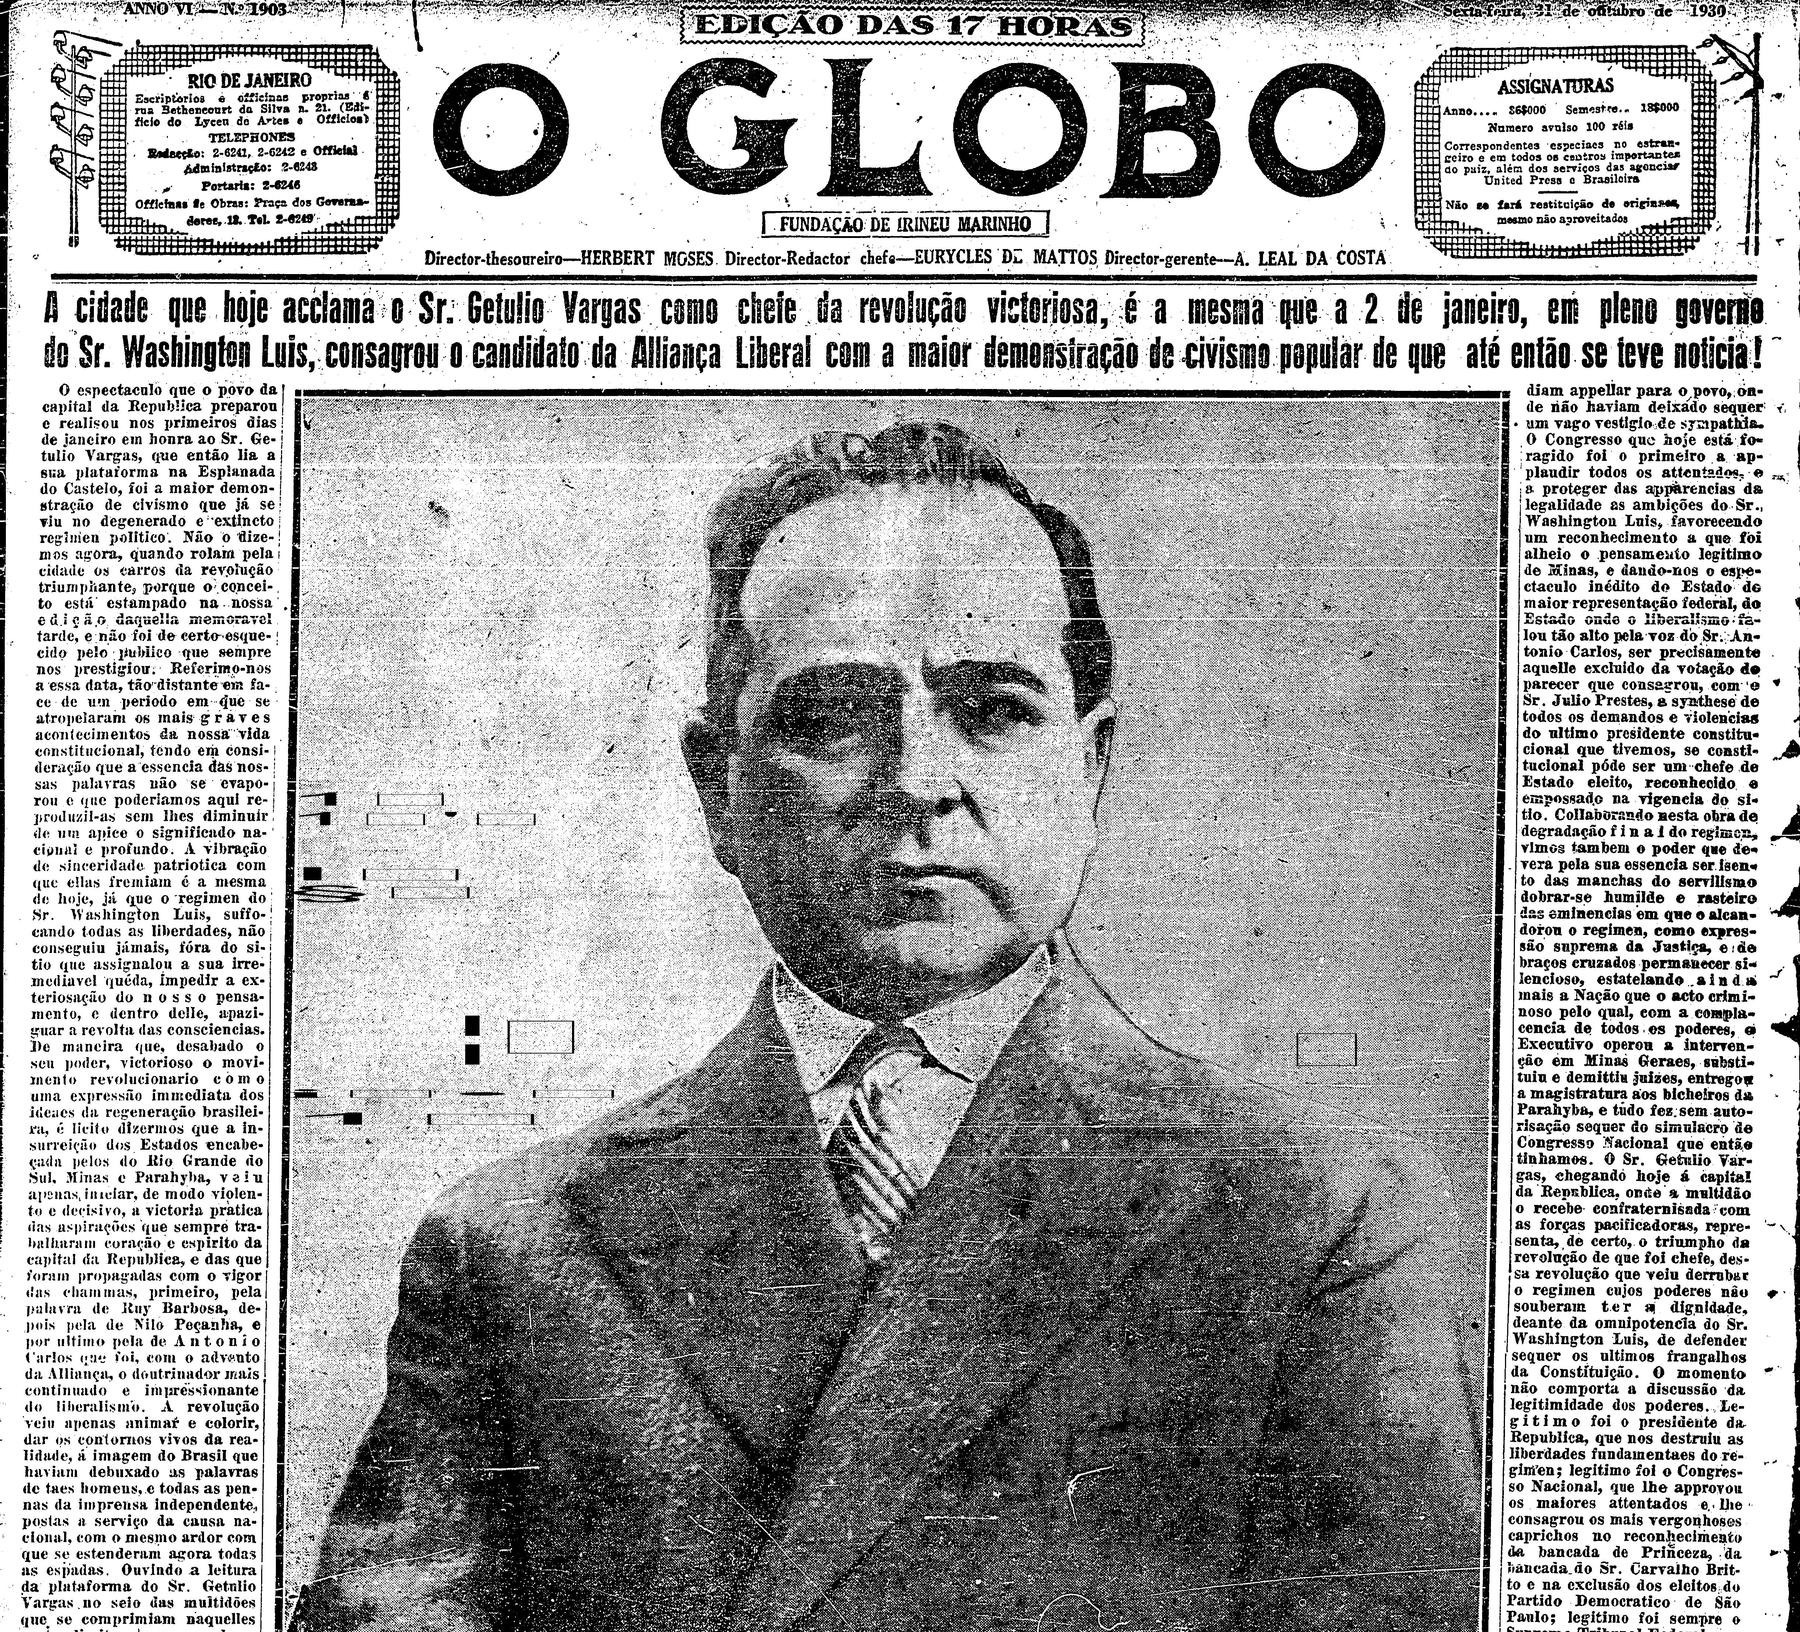 ANNO VI — N.º 1903
EDIÇÃO DAS 17 HORAS
Sexta-feira, 31 de outubro de 1930
RIO DE JANEIRO
Escriptorios e officinas proprias á
rua Bethencourt da Silva n. 21. (Edi-
ficio do Lyceu de Artes e Officios)
TELEPHONES
Redacção: 2-6241, 2-6242 e Official
Administração: 2-6243
Portaria: 2-6246
Officinas de Obras: Praça dos Governa-
dores, 13. Tel. 2-6249
O GLOBO
FUNDAÇÃO DE IRINEU MARINHO
ASSIGNATURAS
Anno.... 36$000 Semestre.. 18$000
Numero avulso 100 réis
Correspondentes especiaes no estran-
geiro e em todos os centros importantes
do paiz, além dos serviços das agencias
United Press e Brasileira
Não se fará restituição de originaes,
mesmo não aproveitados
Director-thesoureiro—HERBERT MOSES Director-Redactor chefe—EURYCLES DE MATTOS Director-gerente—A. LEAL DA COSTA
A cidade que hoje acclama o Sr. Getulio Vargas como chefe da revolução victoriosa, é a mesma que a 2 de janeiro, em pleno governo
do Sr. Washington Luis, consagrou o candidato da Alliança Liberal com a maior demonstração de civismo popular de que até então se teve noticia!
O espectaculo que o povo da
capital da Republica preparou
e realisou nos primeiros dias
de janeiro em honra ao Sr. Ge-
tulio Vargas, que então lia a
sua plataforma na Esplanada
do Castelo, foi a maior demon-
stração de civismo que já se
viu no degenerado e extincto
regimen politico. Não o dize-
mos agora, quando rolam pela
cidade os carros da revolução
triumphante, porque o concei-
to está estampado na nossa
edição daquella memoravel
tarde, e não foi de certo esque-
cido pelo publico que sempre
nos prestigiou. Referimo-nos
a essa data, tão distante em fa-
ce de um periodo em que se
atropelaram os mais graves
acontecimentos da nossa vida
constitucional, tendo em consi-
deração que a essencia das nos-
sas palavras não se evapo-
rou e que poderiamos aqui re-
produzil-as sem lhes diminuir
de um apice o significado na-
cional e profundo. A vibração
de sinceridade patriotica com
que ellas fremiam é a mesma
de hoje, já que o regimen do
Sr. Washington Luis, suffo-
cando todas as liberdades, não
conseguiu jámais, fóra do si-
tio que assignalou a sua irre-
mediavel quéda, impedir a ex-
teriosação do nosso pensa-
mento, e dentro delle, apazi-
guar a revolta das consciencias.
De maneira que, desabado o
seu poder, victorioso o movi-
mento revolucionario como
uma expressão immediata dos
ideaes da regeneração brasilei-
ra, é licito dizermos que a in-
surreição dos Estados encabe-
çada pelos do Rio Grande do
Sul, Minas e Parahyba, veiu
apenas, iniciar, de modo violen-
to e decisivo, a victoria pratica
das aspirações que sempre tra-
balharam coração e espirito da
capital da Republica, e das que
foram propagadas com o vigor
das chammas, primeiro, pela
palavra de Ruy Barbosa, de-
pois pela de Nilo Peçanha, e
por ultimo pela de Antonio
Carlos que foi, com o advento
da Alliança, o doutrinador mais
continuado e impressionante
do liberalismo. A revolução
veiu apenas animar e colorir,
dar os contornos vivos da rea-
lidade, á imagem do Brasil que
haviam debuxado as palavras
de taes homens, e todas as pen-
nas da imprensa independente,
postas a serviço da causa na-
cional, com o mesmo ardor com
que se estenderam agora todas
as espadas. Ouvindo a leitura
da plataforma do Sr. Getulio
Vargas no seio das multidões
que se comprimiam naquelles
diam appellar para o povo, on-
de não haviam deixado sequer
um vago vestigio de sympathia.
O Congresso que hoje está fo-
ragido foi o primeiro a ap-
plaudir todos os attentados, e
a proteger das apparencias da
legalidade as ambições do Sr.
Washington Luis, favorecendo
um reconhecimento a que foi
alheio o pensamento legitimo
de Minas, e dando-nos o espe-
ctaculo inédito do Estado de
maior representação federal, do
Estado onde o liberalismo fa-
lou tão alto pela voz do Sr. An-
tonio Carlos, ser precisamente
aquelle excluido da votação do
parecer que consagrou, com o
Sr. Julio Prestes, a synthese de
todos os demandos e violencias
do ultimo presidente constitu-
cional que tivemos, se consti-
tucional póde ser um chefe de
Estado eleito, reconhecido e
empossado na vigencia do si-
tio. Collaborando nesta obra de
degradação final do regimen,
vimos tambem o poder que de-
vera pela sua essencia ser isen-
to das manchas do servilismo
dobrar-se humilde e rasteiro
das eminencias em que o alcan-
dorou o regimen, como expres-
são suprema da Justiça, e de
braços cruzados permanecer si-
lencioso, estatelando ainda
mais a Nação que o acto crimi-
noso pelo qual, com a compla-
cencia de todos os poderes, o
Executivo operou a interven-
ção em Minas Geraes, substi-
tuiu e demittiu juizes, entregou
a magistratura aos bicheiros da
Parahyba, e tudo fez sem auto-
risação sequer do simulacro de
Congresso Nacional que então
tinhamos. O Sr. Getulio Var-
gas, chegando hoje á capital
da Republica, onde a multidão
o recebe confraternisada com
as forças pacificadoras, repre-
senta, de certo, o triumpho da
revolução de que foi chefe, des-
sa revolução que veiu derrubar
o regimen cujos poderes não
souberam ter a dignidade,
deante da omnipotencia do Sr.
Washington Luis, de defender
sequer os ultimos frangalhos
da Constituição. O momento
não comporta a discussão da
legitimidade dos poderes. Le-
gitimo foi o presidente da
Republica, que nos destruiu as
liberdades fundamentaes do re-
gimen; legitimo foi o Congres-
so Nacional, que lhe approvou
os maiores attentados e lhe
consagrou os mais vergonhosos
caprichos no reconhecimento
da bancada de Princeza, da
bancada do Sr. Carvalho Brit-
to e na exclusão dos eleitos do
Partido Democratico de São
Paulo; legitimo foi sempre o
Supremo Tribunal Federal